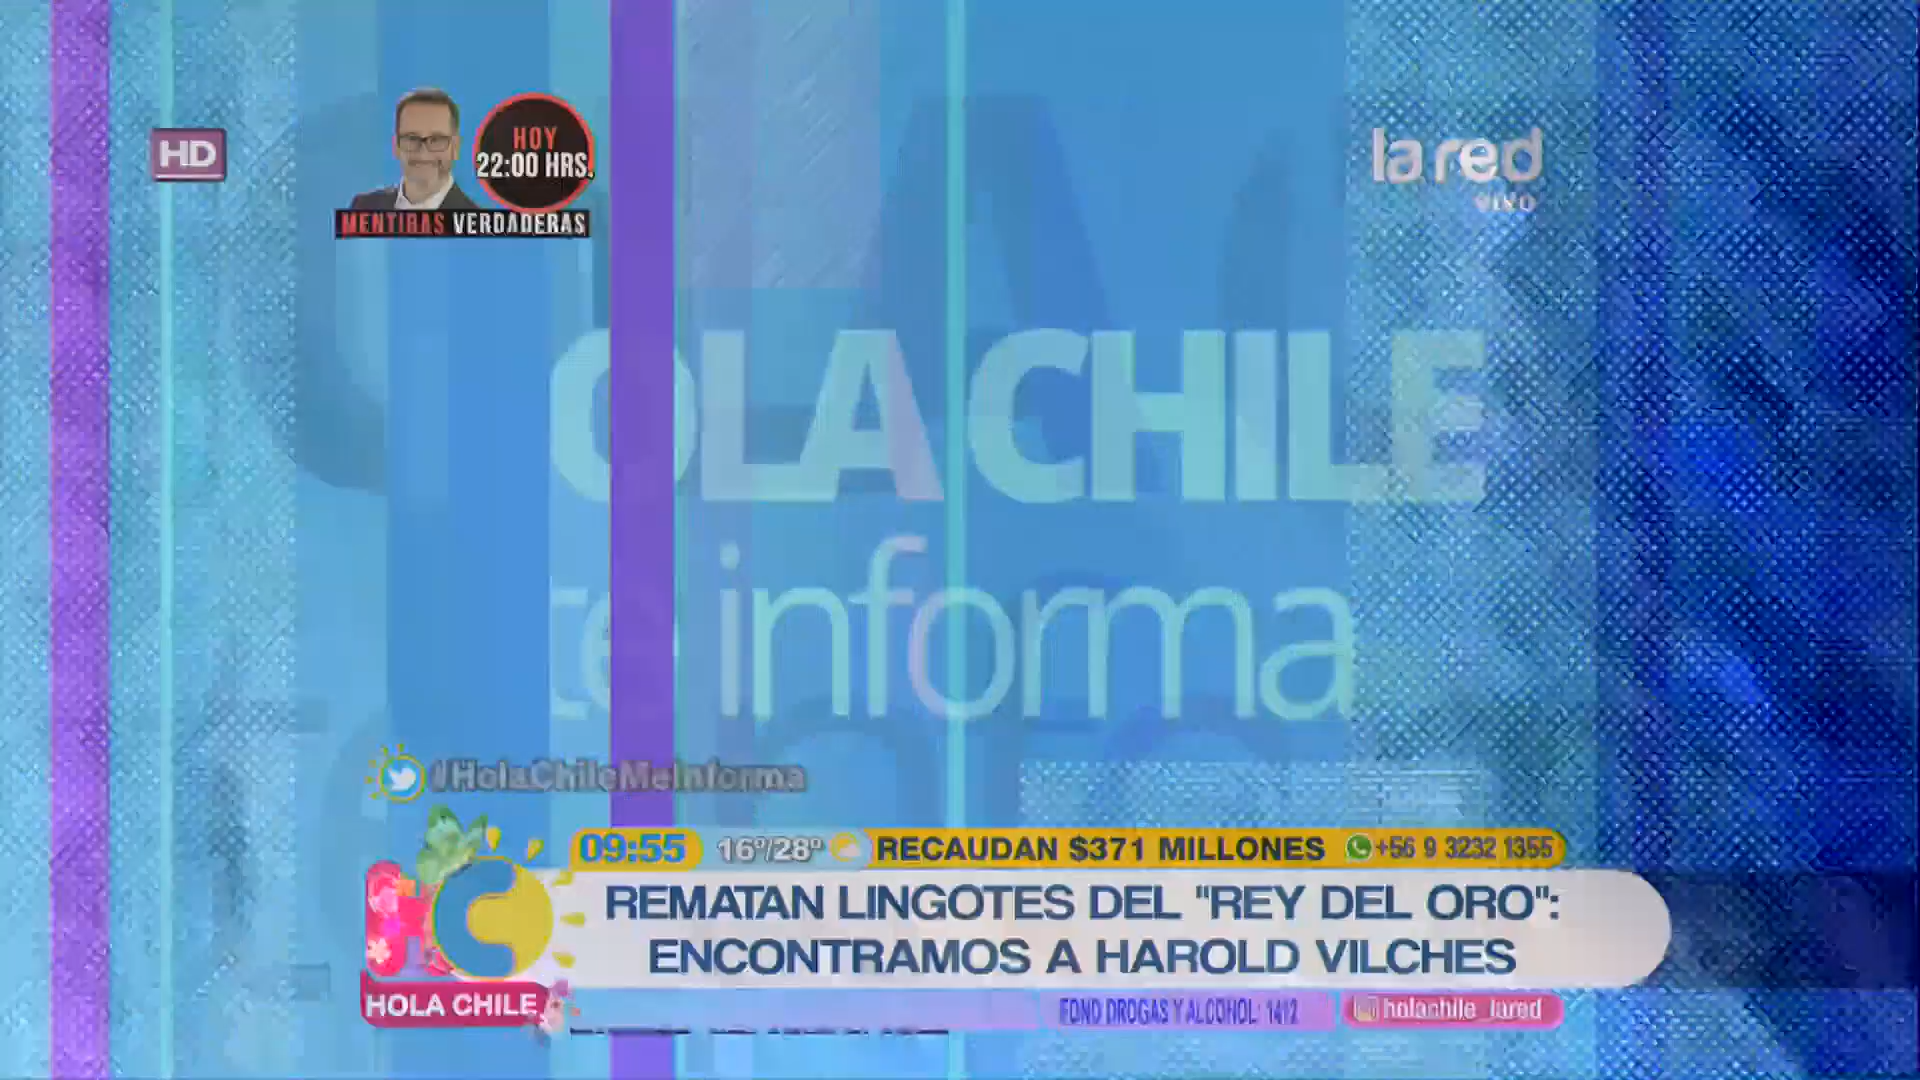 HD
HOY
22:00 HRS.
MENTIRAS VERDADERAS
la red
VIVO
OLA CHILE
te informa
#HolaChileMeInforma
09:55 16°/28° RECAUDAN $371 MILLONES +56 9 3232 1355
REMATAN LINGOTES DEL "REY DEL ORO":
ENCONTRAMOS A HAROLD VILCHES
HC
HOLA CHILE
FONO DROGAS Y ALCOHOL: 1412
holachile_lared